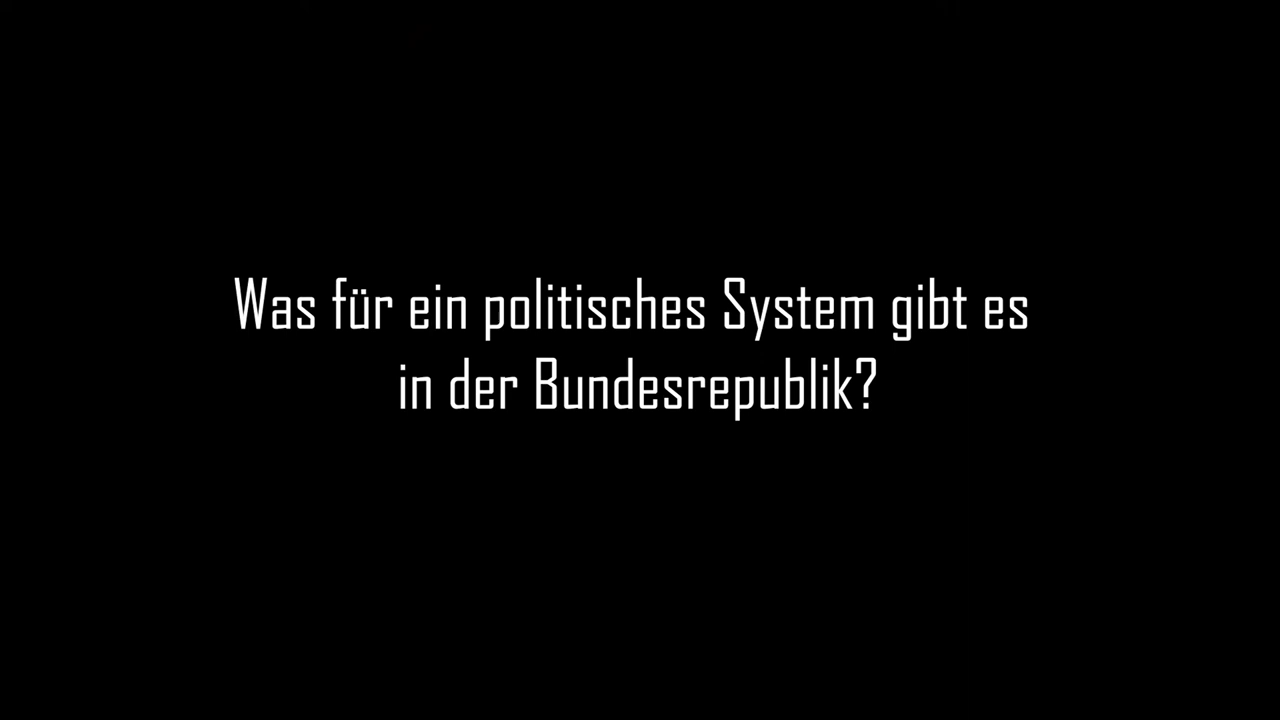 Was für ein politisches System gibt es
in der Bundesrepublik?